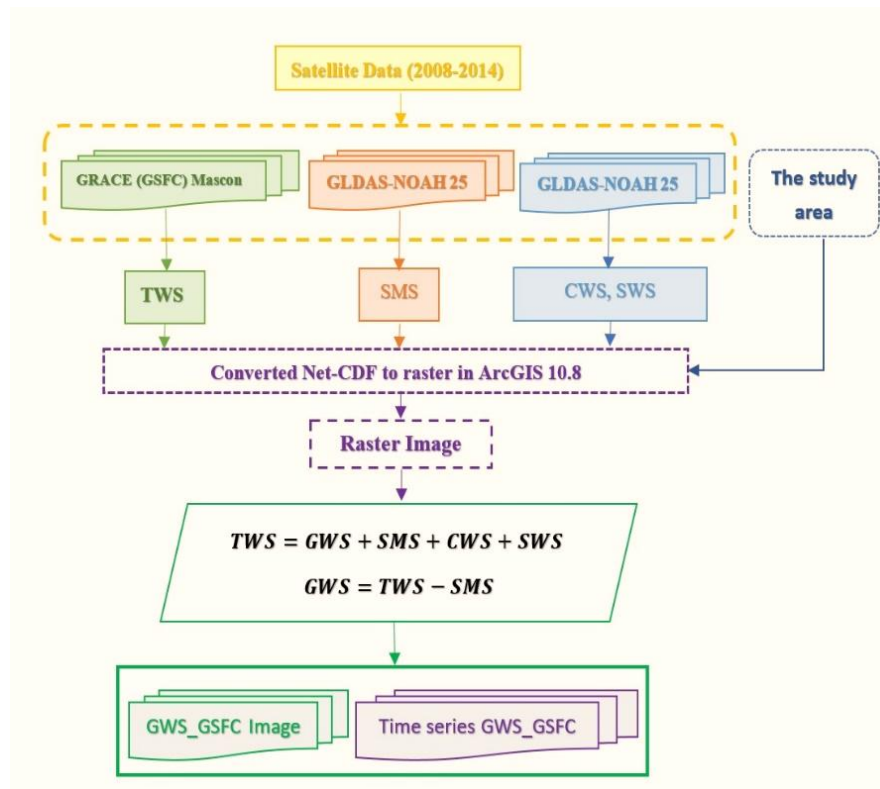 Satellite Data (2008-2014)
GRACE (GSFC) Mascon
GLDAS-NOAH 25
GLDAS-NOAH 25
The study
area
TWS
SMS
CWS, SWS
Converted Net-CDF to raster in ArcGIS 10.8
Raster Image
TWS = GWS + SMS + CWS + SWS
GWS = TWS − SMS
GWS_GSFC Image
Time series GWS_GSFC